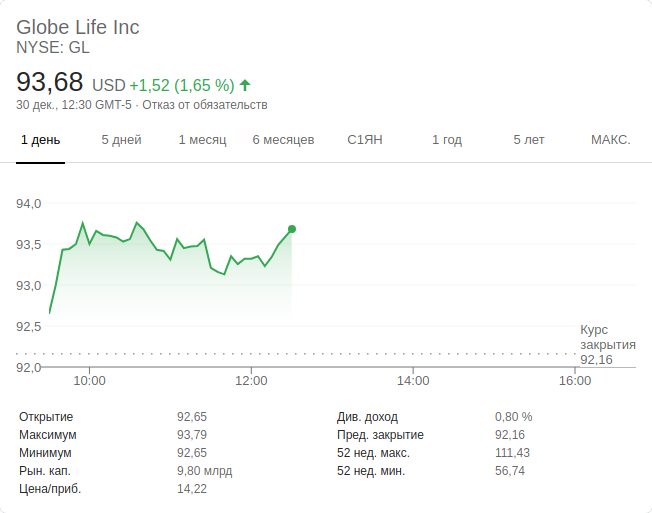 Globe Life Inc
NYSE: GL
93,68 USD +1,52 (1,65 %)
30 дек., 12:30 GMT-5 · Отказ от обязательств
1 день 5 дней 1 месяц 6 месяцев С1ЯН 1 год 5 лет МАКС.
94,0
93,5
93,0
92,5
92,0
Курс
закрытия
92,16
10:00 12:00 14:00 16:00
Открытие 92,65 Див. доход 0,80 %
Максимум 93,79 Пред. закрытие 92,16
Минимум 92,65 52 нед. макс. 111,43
Рын. кап. 9,80 млрд 52 нед. мин. 56,74
Цена/приб. 14,22